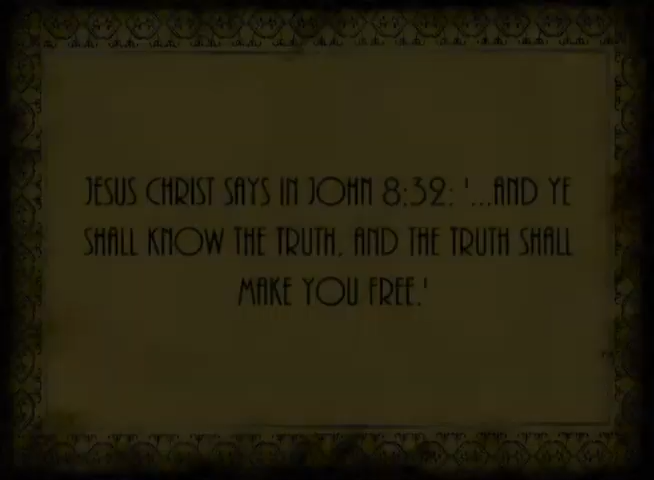 JESUS CHRIST SAYS IN JOHN 8:32: '...AND YE
SHALL KNOW THE TRUTH, AND THE TRUTH SHALL
MAKE YOU FREE.'